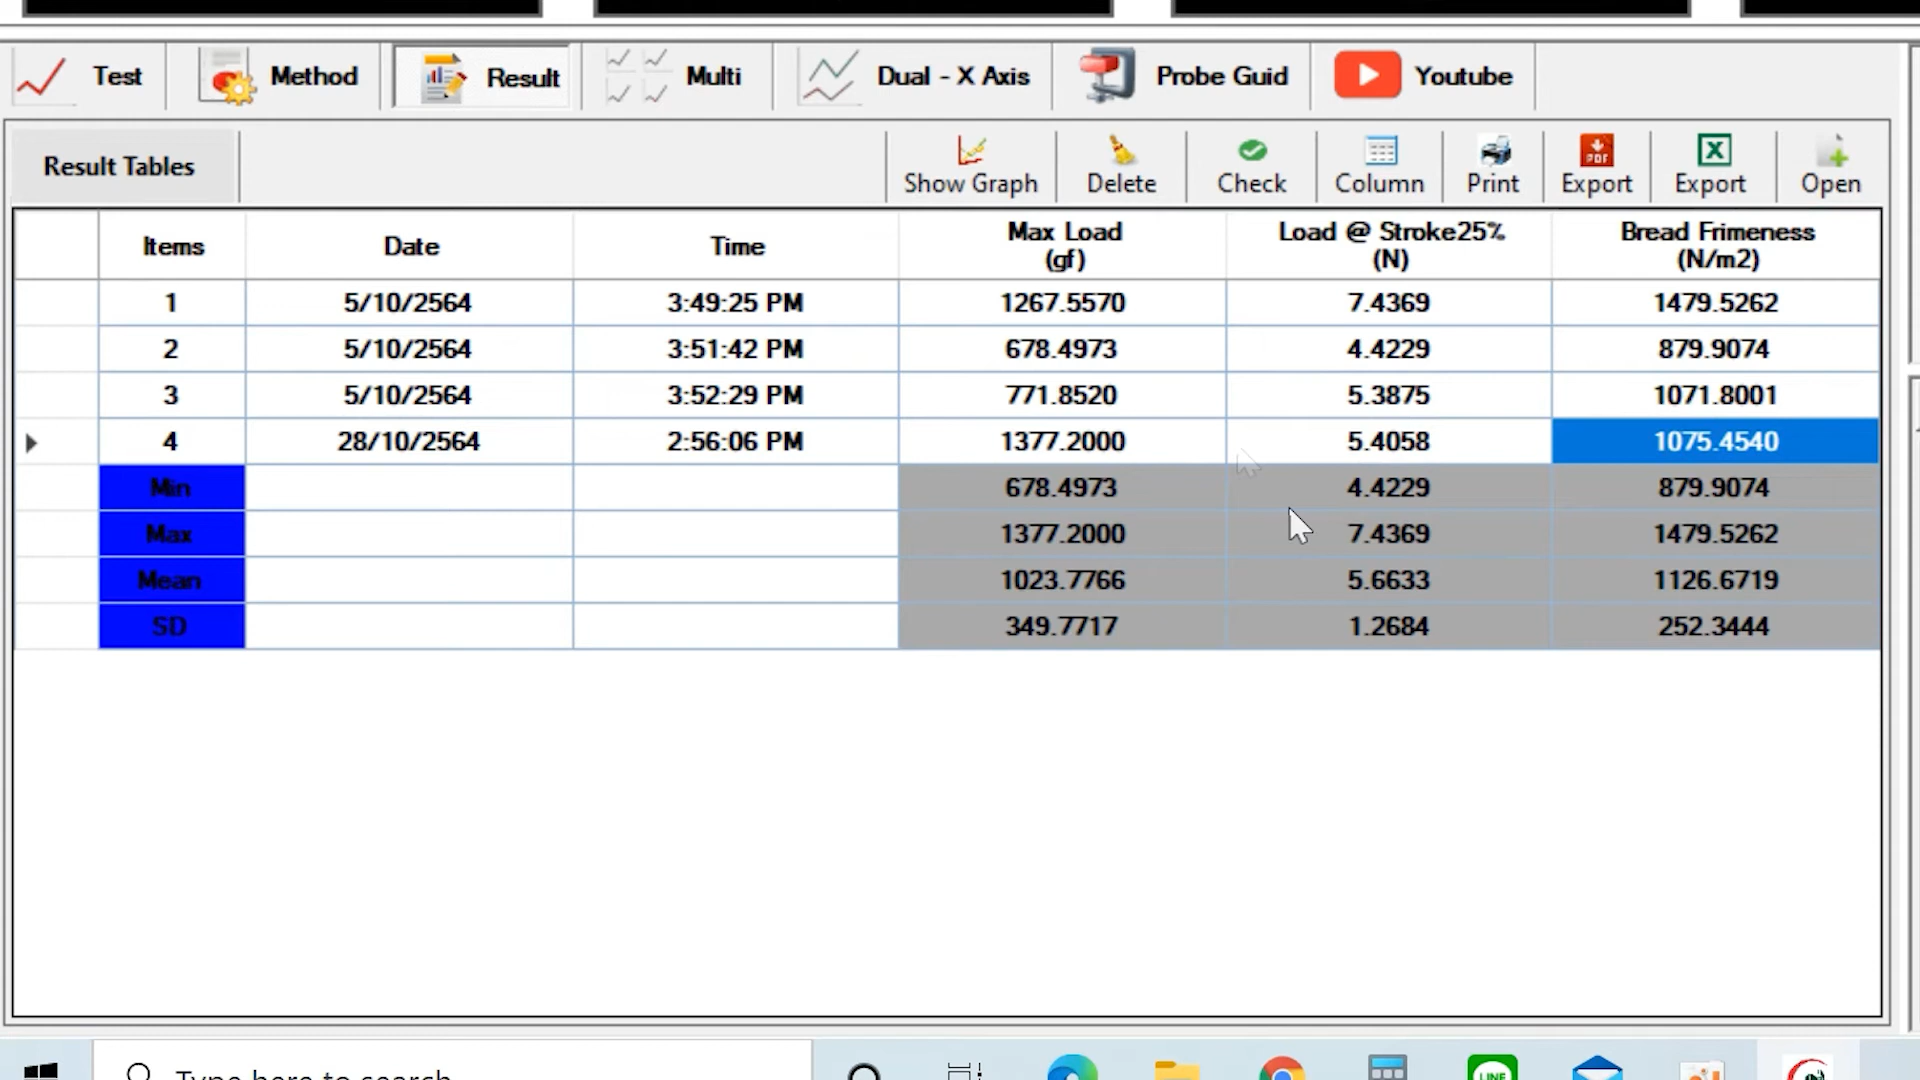 Test Method Result Multi Dual - X Axis Probe Guid Youtube
Result Tables Show Graph Delete Check Column Print Export Export Open
Items Date Time Max Load (gf) Load @ Stroke25% (N) Bread Frimeness (N/m2)
1 5/10/2564 3:49:25 PM 1267.5570 7.4369 1479.5262
2 5/10/2564 3:51:42 PM 678.4973 4.4229 879.9074
3 5/10/2564 3:52:29 PM 771.8520 5.3875 1071.8001
4 28/10/2564 2:56:06 PM 1377.2000 5.4058 1075.4540
Min 678.4973 4.4229 879.9074
Max 1377.2000 7.4369 1479.5262
Mean 1023.7766 5.6633 1126.6719
SD 349.7717 1.2684 252.3444
Type here to search LINE